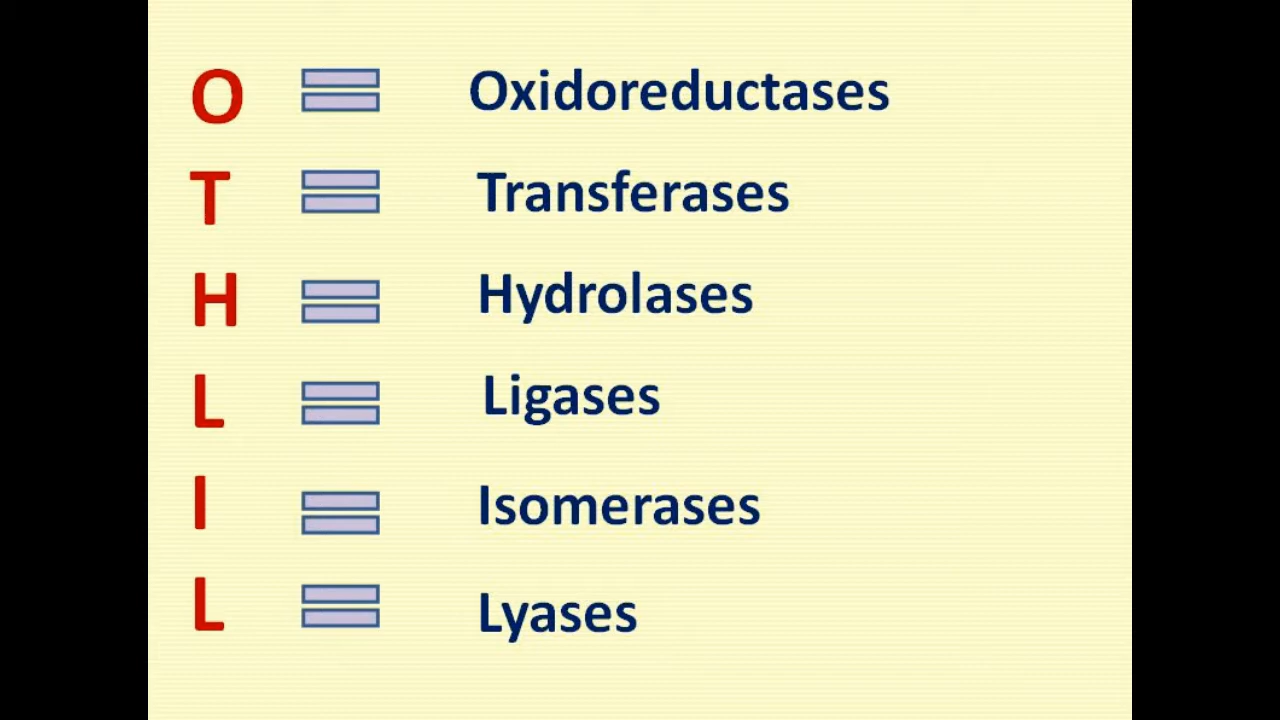 O = Oxidoreductases
T = Transferases
H = Hydrolases
L = Ligases
I = Isomerases
L = Lyases